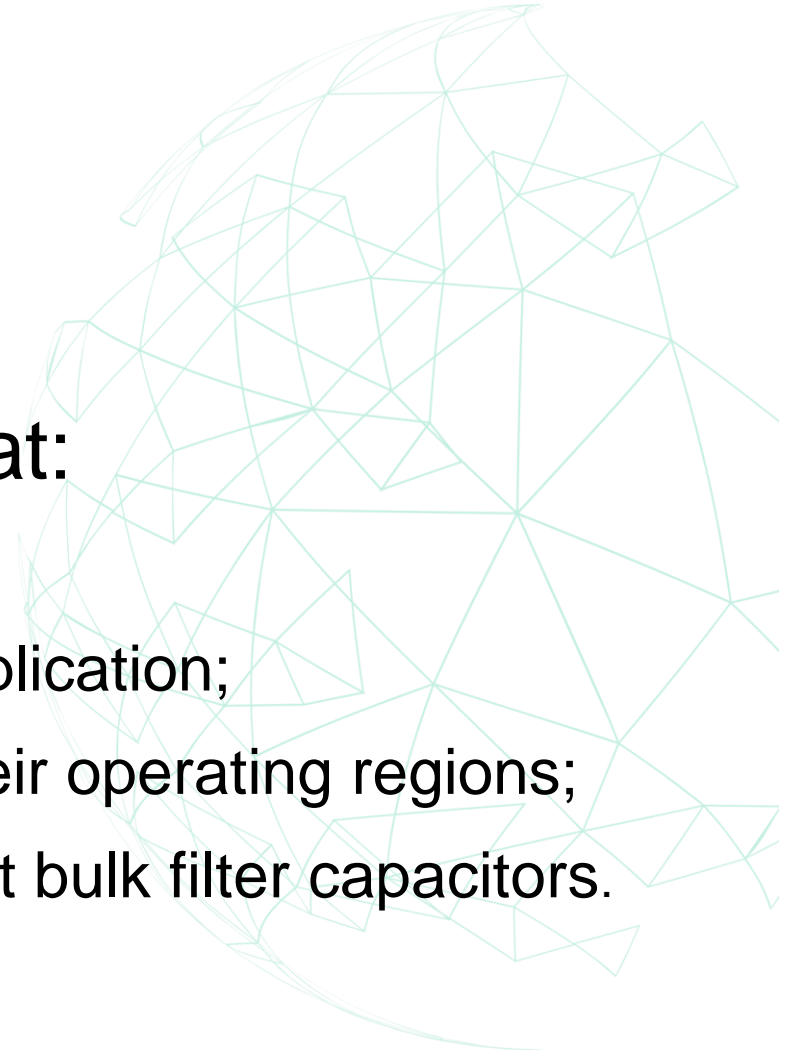 at:
plication;
eir operating regions;
t bulk filter capacitors.